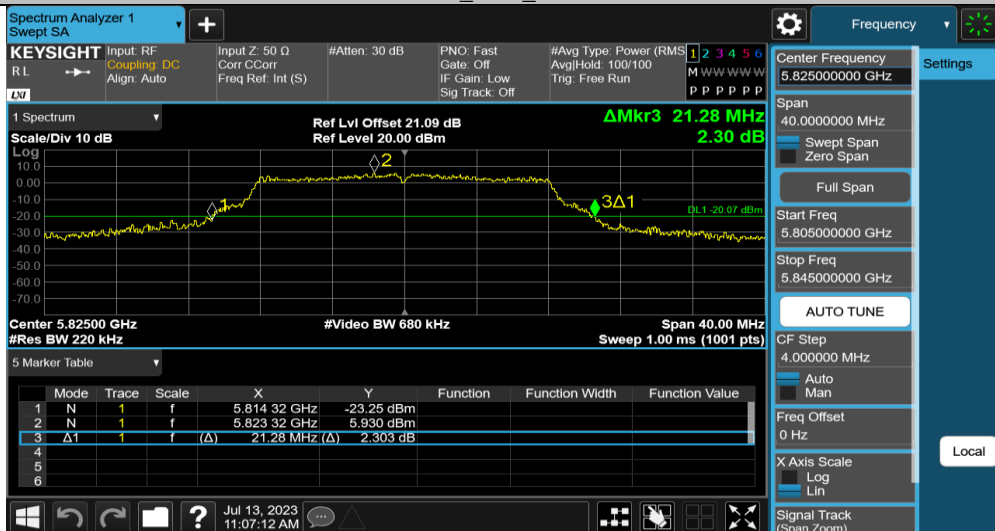 Spectrum Analyzer 1
Swept SA
+
Frequency
KEYSIGHT
R L
LXI
Input: RF
Coupling: DC
Align: Auto
Input Z: 50 Ω
Corr CCorr
Freq Ref: Int (S)
#Atten: 30 dB
PNO: Fast
Gate: Off
IF Gain: Low
Sig Track: Off
#Avg Type: Power (RMS
Avg|Hold: 100/100
Trig: Free Run
1 2 3 4 5 6
M W W W W W
P P P P P P
1 Spectrum
Scale/Div 10 dB
Ref Lvl Offset 21.09 dB
Ref Level 20.00 dBm
ΔMkr3 21.28 MHz
2.30 dB
Log
10.0
0.00
-10.0
-20.0
-30.0
-40.0
-50.0
-60.0
-70.0
1
2
3Δ1
DL1 -20.07 dBm
Center 5.82500 GHz
#Res BW 220 kHz
#Video BW 680 kHz
Span 40.00 MHz
Sweep 1.00 ms (1001 pts)
5 Marker Table
Mode Trace Scale X Y Function Function Width Function Value
1 N 1 f 5.814 32 GHz -23.25 dBm
2 N 1 f 5.823 32 GHz 5.930 dBm
3 Δ1 1 f (Δ) 21.28 MHz (Δ) 2.303 dB
4
5
6
Jul 13, 2023
11:07:12 AM
?
Center Frequency
5.825000000 GHz
Span
40.0000000 MHz
Swept Span
Zero Span
Full Span
Start Freq
5.805000000 GHz
Stop Freq
5.845000000 GHz
AUTO TUNE
CF Step
4.000000 MHz
Auto
Man
Freq Offset
0 Hz
X Axis Scale
Log
Lin
Signal Track
(Span Zoom)
Settings
Local